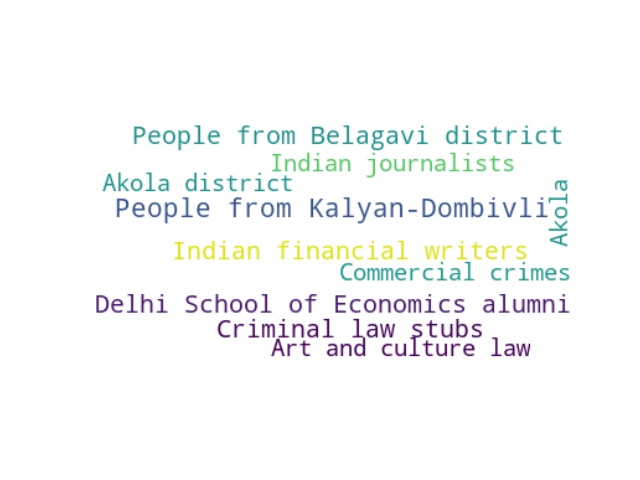 People from Belagavi district
Indian journalists
Akola district
Akola
People from Kalyan-Dombivli
Indian financial writers
Commercial crimes
Delhi School of Economics alumni
Criminal law stubs
Art and culture law